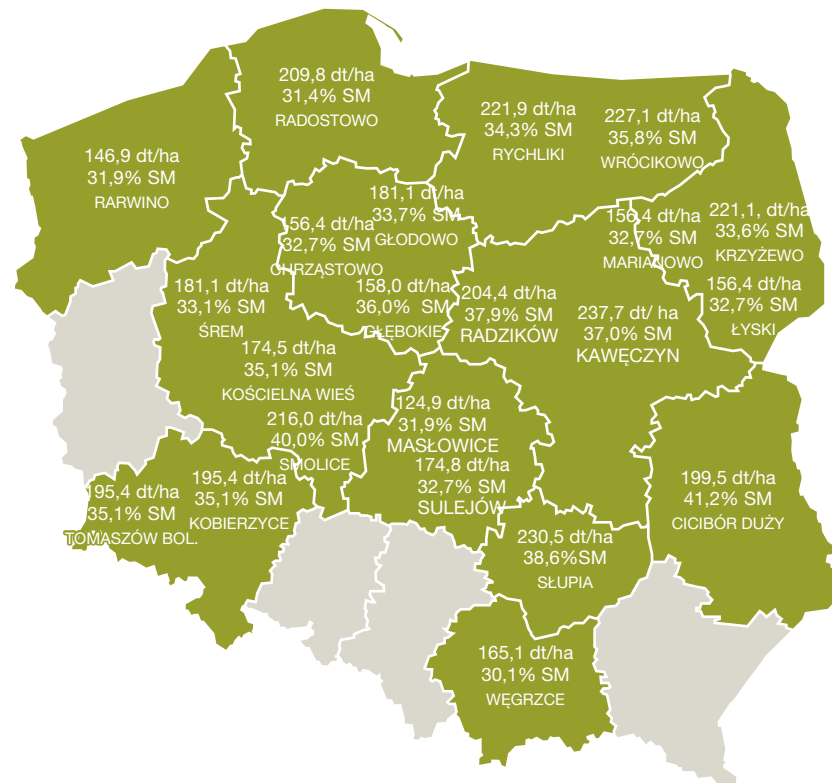 209,8 dt/ha
31,4% SM
RADOSTOWO
221,9 dt/ha
34,3% SM
RYCHLIKI
227,1 dt/ha
35,8% SM
WRÓCIKOWO
146,9 dt/ha
31,9% SM
RARWINO
181,1 dt/ha
33,7% SM
GŁODOWO
156,4 dt/ha
32,7% SM
CHRZĄSTOWO
156,4 dt/ha
32,7% SM
MARIANOWO
221,1, dt/ha
33,6% SM
KRZYŻEWO
181,1 dt/ha
33,1% SM
ŚREM
158,0 dt/ha
36,0% SM
GŁĘBOKIE
204,4 dt/ha
37,9% SM
RADZIKÓW
237,7 dt/ ha
37,0% SM
KAWĘCZYN
156,4 dt/ha
32,7% SM
ŁYSKI
174,5 dt/ha
35,1% SM
KOŚCIELNA WIEŚ
216,0 dt/ha
40,0% SM
SMOLICE
124,9 dt/ha
31,9% SM
MASŁOWICE
174,8 dt/ha
32,7% SM
SULEJÓW
195,4 dt/ha
35,1% SM
TOMASZÓW BOL.
195,4 dt/ha
35,1% SM
KOBIERZYCE
199,5 dt/ha
41,2% SM
CICIBÓR DUŻY
230,5 dt/ha
38,6%SM
SŁUPIA
165,1 dt/ha
30,1% SM
WĘGRZCE